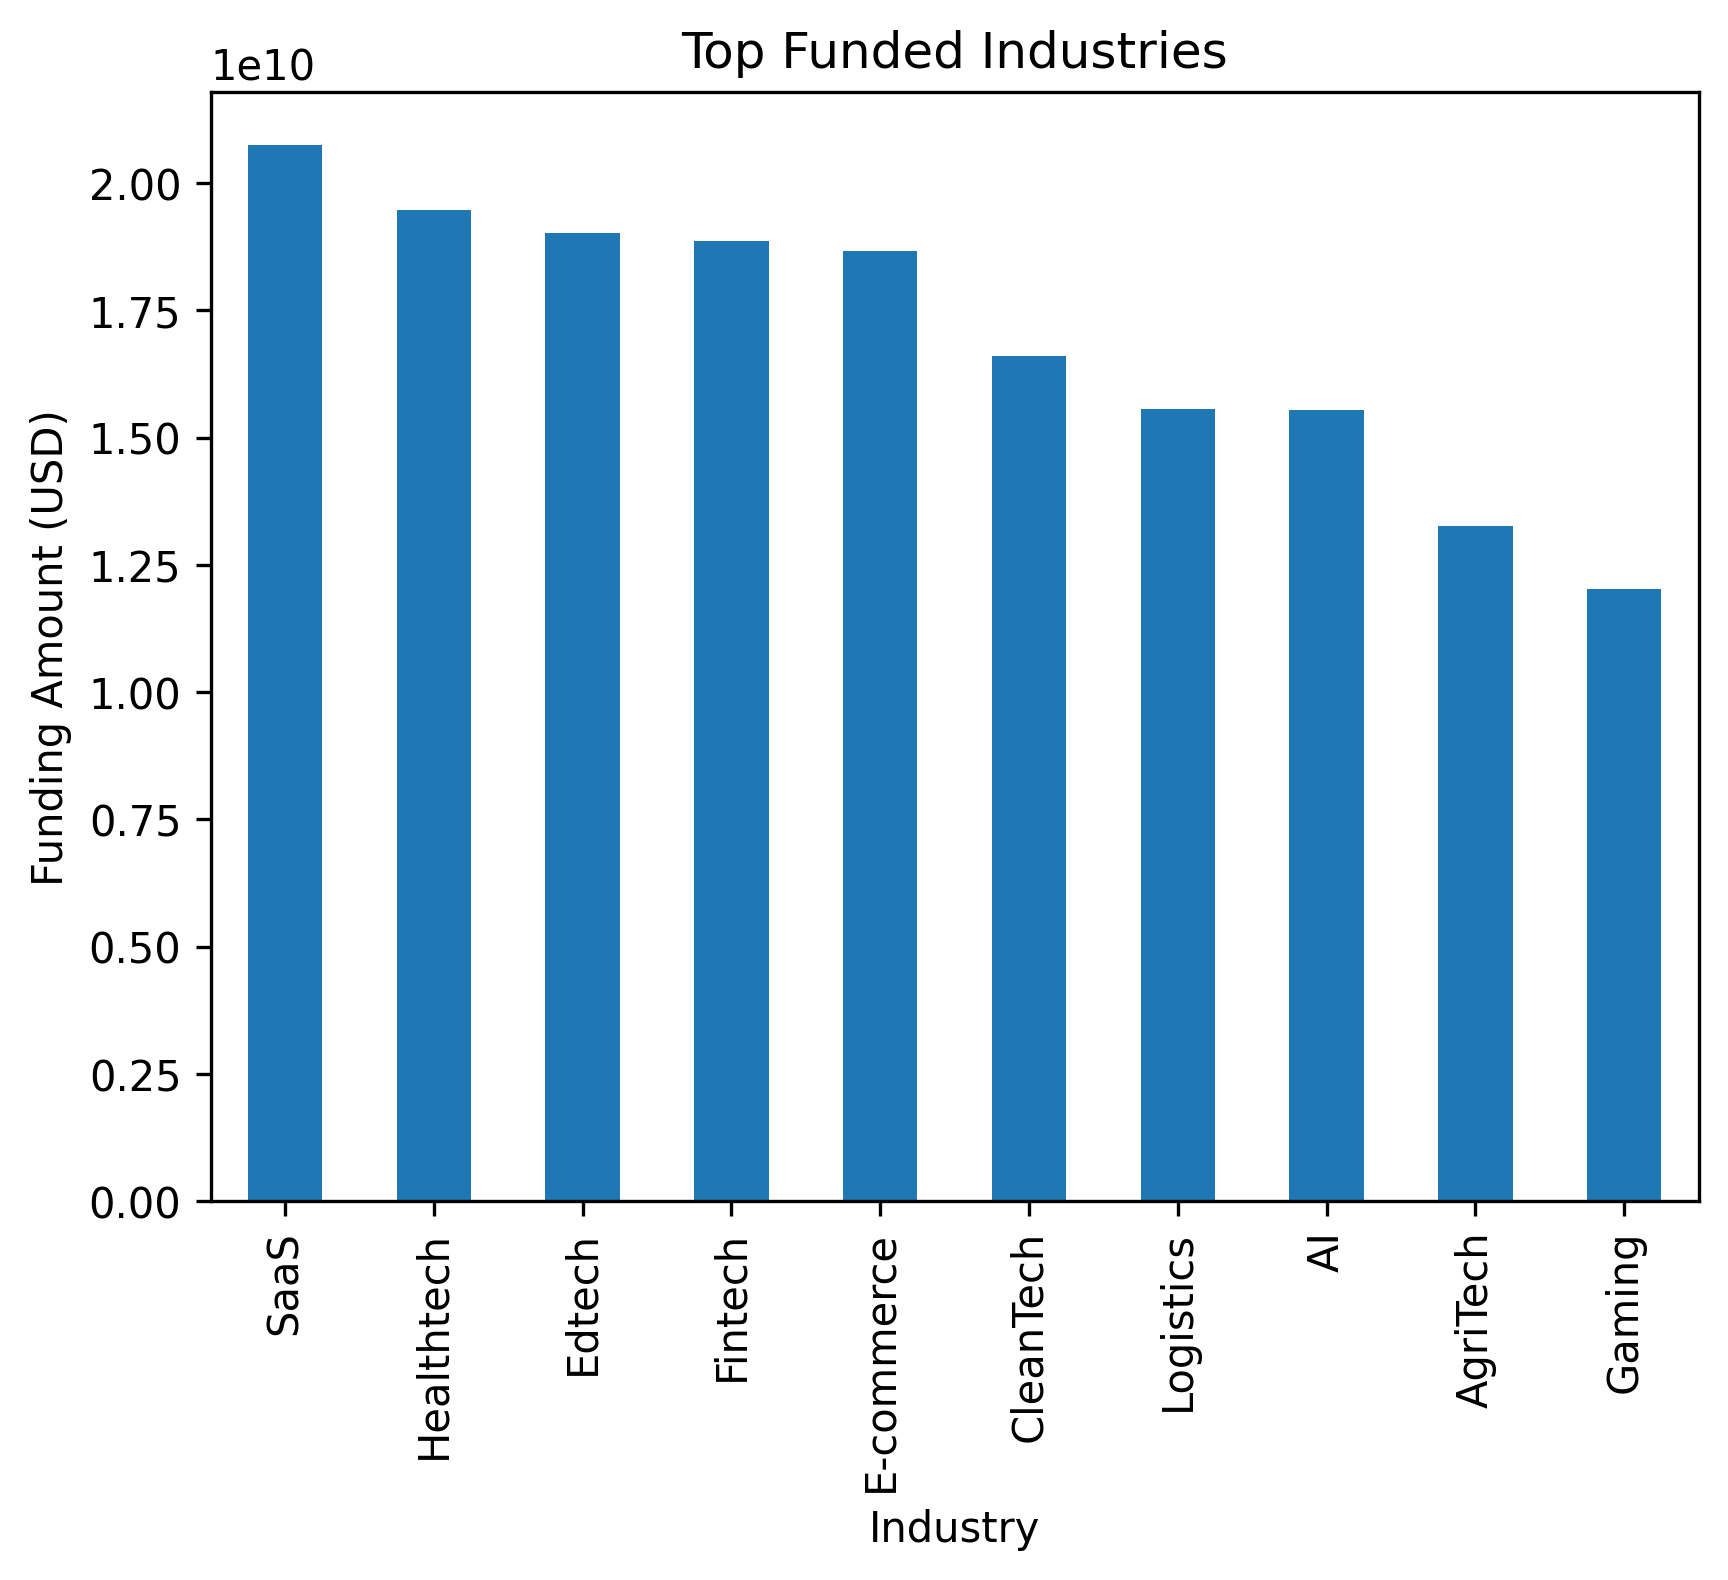 Top Funded Industries
1e10
2.00
1.75
1.50
1.25
1.00
0.75
0.50
0.25
0.00
Funding Amount (USD)
SaaS
Healthtech
Edtech
Fintech
E-commerce
CleanTech
Logistics
AI
AgriTech
Gaming
Industry